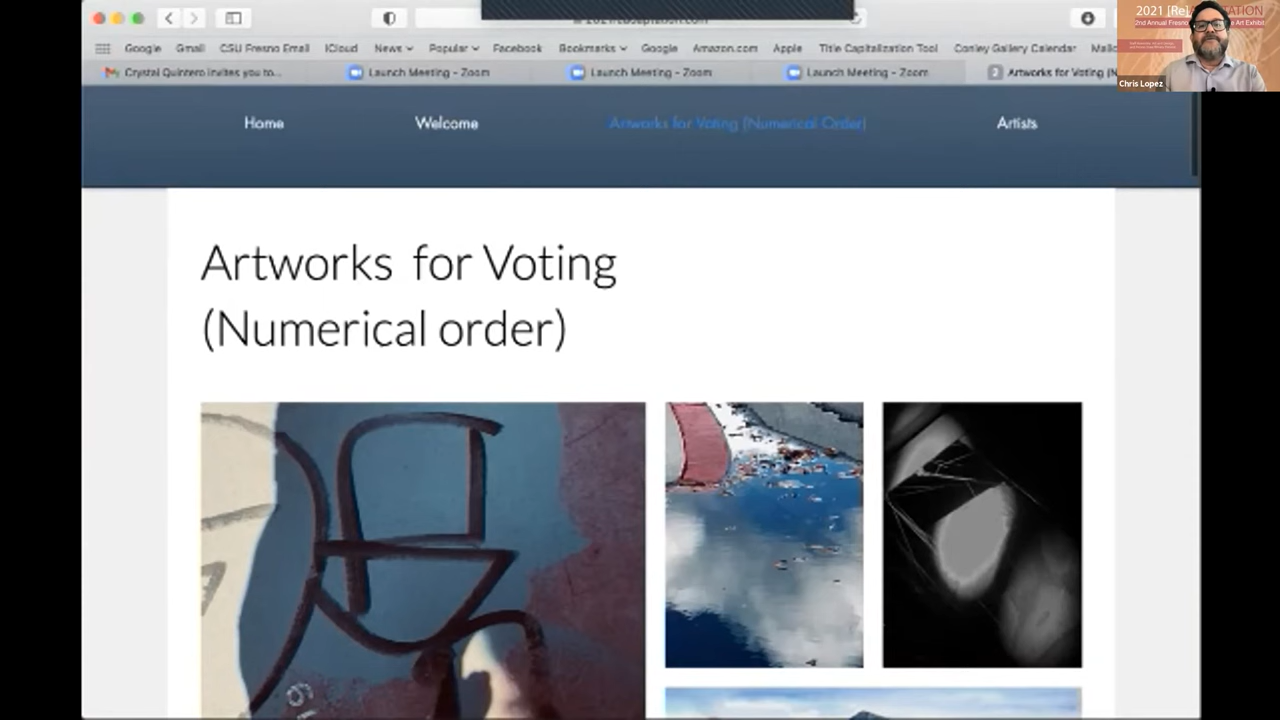 Google Gmail CSU Fresno Email iCloud News Popular Facebook Bookmarks Google Amazon.com Apple Title Capitalization Tool Conley Gallery Calendar
Crystal Quintero invites you to... Launch Meeting - Zoom Launch Meeting - Zoom Launch Meeting - Zoom Artworks for Voting (N
2021 [Re]A TATION
2nd Annual Fresno Art Exhibit
Chris Lopez
Home Welcome Artworks for Voting (Numerical Order) Artists
Artworks for Voting
(Numerical order)